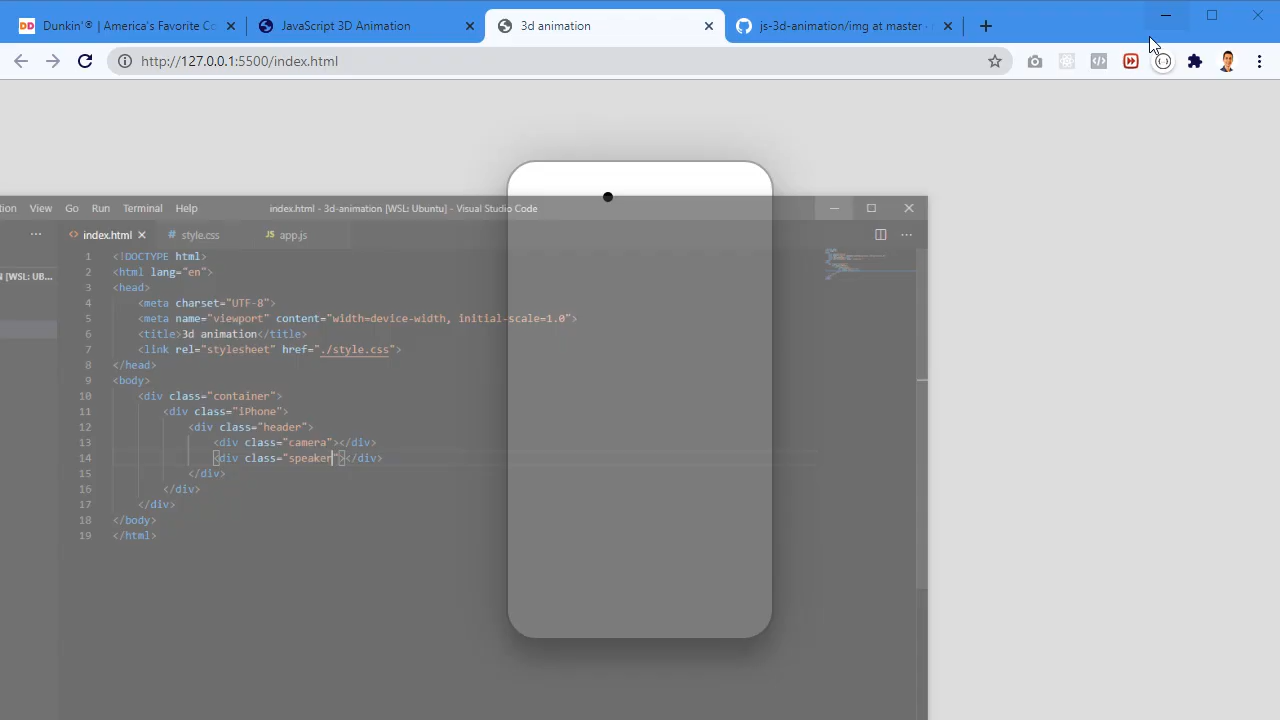 DD Dunkin'® | America's Favorite Co
JavaScript 3D Animation
3d animation
js-3d-animation/img at master ·
http://127.0.0.1:5500/index.html
tion View Go Run Terminal Help
index.html - 3d-animation [WSL: Ubuntu] - Visual Studio Code
index.html
# style.css
JS app.js
N [WSL: UB...
1 <!DOCTYPE html>
2 <html lang="en">
3 <head>
4 <meta charset="UTF-8">
5 <meta name="viewport" content="width=device-width, initial-scale=1.0">
6 <title>3d animation</title>
7 <link rel="stylesheet" href="./style.css">
8 </head>
9 <body>
10 <div class="container">
11 <div class="iPhone">
12 <div class="header">
13 <div class="camera"></div>
14 <div class="speaker"></div>
15 </div>
16 </div>
17 </div>
18 </body>
19 </html>